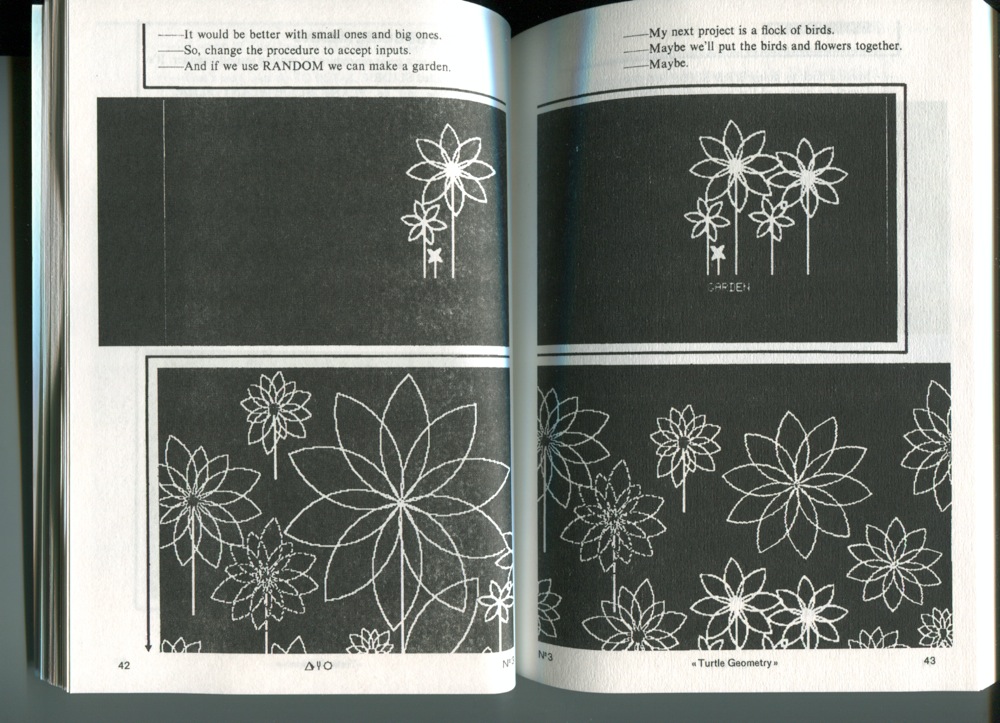 ——It would be better with small ones and big ones.
——So, change the procedure to accept inputs.
——And if we use RANDOM we can make a garden.
42
Nº3
——My next project is a flock of birds.
——Maybe we'll put the birds and flowers together.
——Maybe.
GARDEN
Nº3
«Turtle Geometry»
43